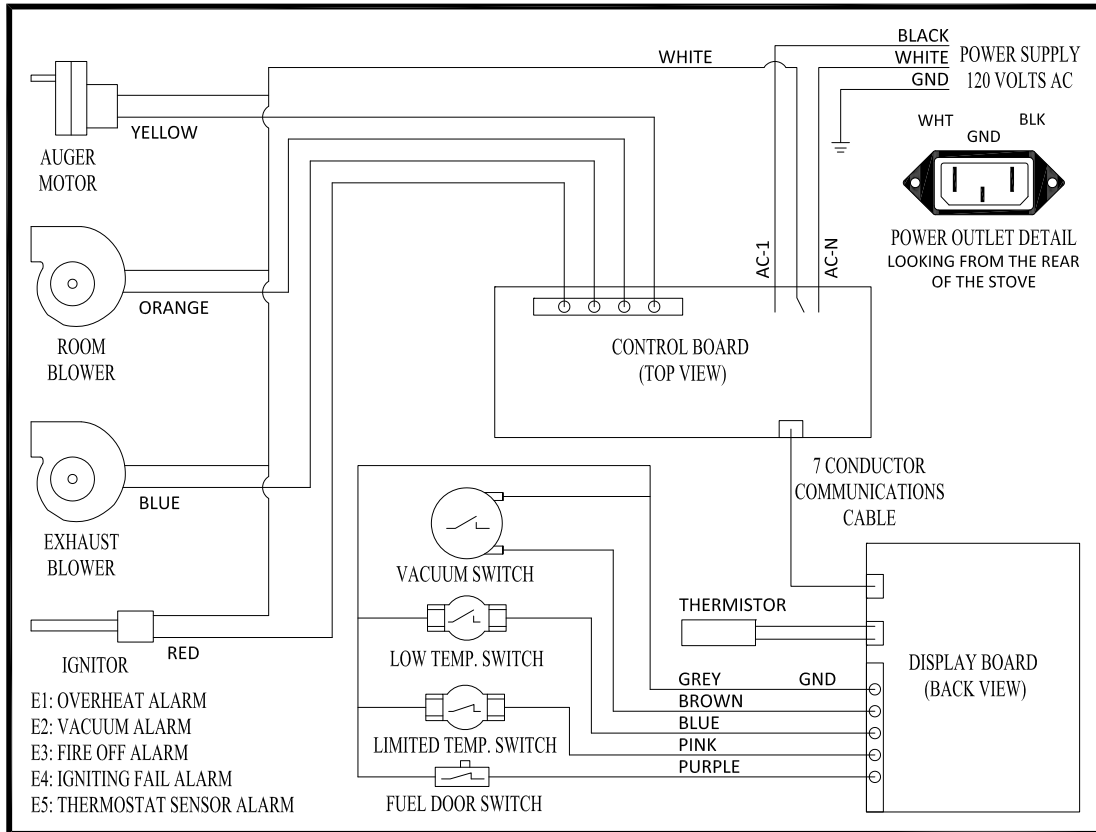 BLACK
WHITE
WHITE
GND
POWER SUPPLY
120 VOLTS AC
WHT
GND
BLK
POWER OUTLET DETAIL
LOOKING FROM THE REAR
OF THE STOVE
YELLOW
AUGER
MOTOR
ORANGE
ROOM
BLOWER
AC-1
AC-N
CONTROL BOARD
(TOP VIEW)
BLUE
EXHAUST
BLOWER
7 CONDUCTOR
COMMUNICATIONS
CABLE
VACUUM SWITCH
THERMISTOR
RED
IGNITOR
LOW TEMP. SWITCH
GREY
GND
BROWN
BLUE
PINK
PURPLE
DISPLAY BOARD
(BACK VIEW)
LIMITED TEMP. SWITCH
FUEL DOOR SWITCH
E1: OVERHEAT ALARM
E2: VACUUM ALARM
E3: FIRE OFF ALARM
E4: IGNITING FAIL ALARM
E5: THERMOSTAT SENSOR ALARM